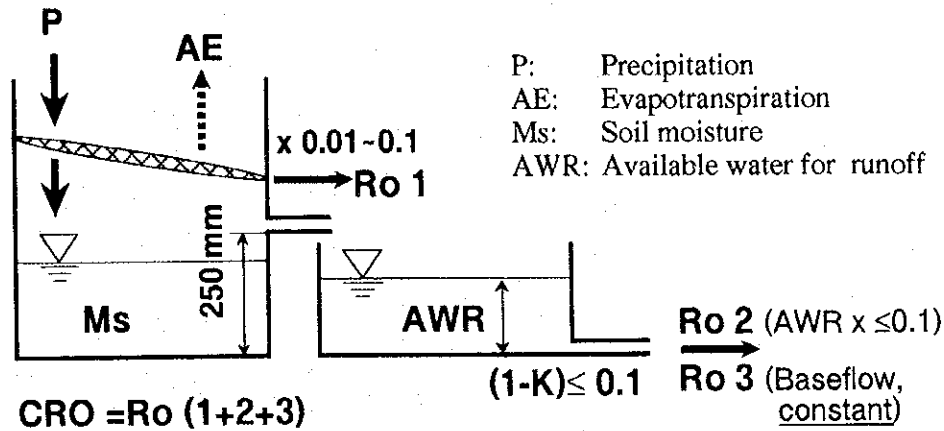 P
AE
P: Precipitation
AE: Evapotranspiration
Ms: Soil moisture
AWR: Available water for runoff
x 0.01~0.1
Ro 1
250 mm
Ms
AWR
Ro 2 (AWR x ≤0.1)
(1-K)≤ 0.1
Ro 3 (Baseflow,
constant)
CRO =Ro (1+2+3)